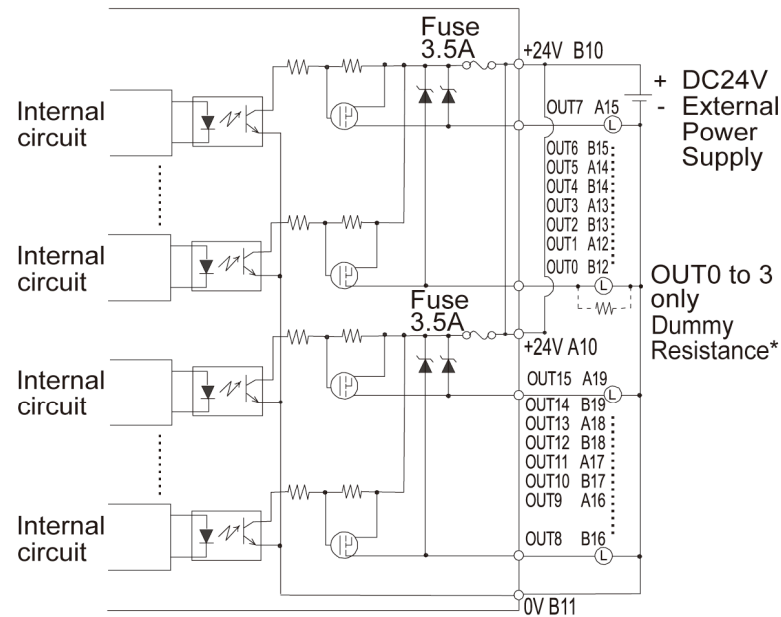 Fuse
3.5A
+24V B10
+ DC24V
- External
Power
Supply
Internal
circuit
OUT7 A15
L
OUT6 B15
OUT5 A14
OUT4 B14
OUT3 A13
OUT2 B13
OUT1 A12
OUT0 B12
L
Internal
circuit
OUT0 to 3
only
Dummy
Resistance*
Fuse
3.5A
+24V A10
Internal
circuit
OUT15 A19
L
OUT14 B19
OUT13 A18
OUT12 B18
OUT11 A17
OUT10 B17
OUT9 A16
OUT8 B16
L
Internal
circuit
0V B11